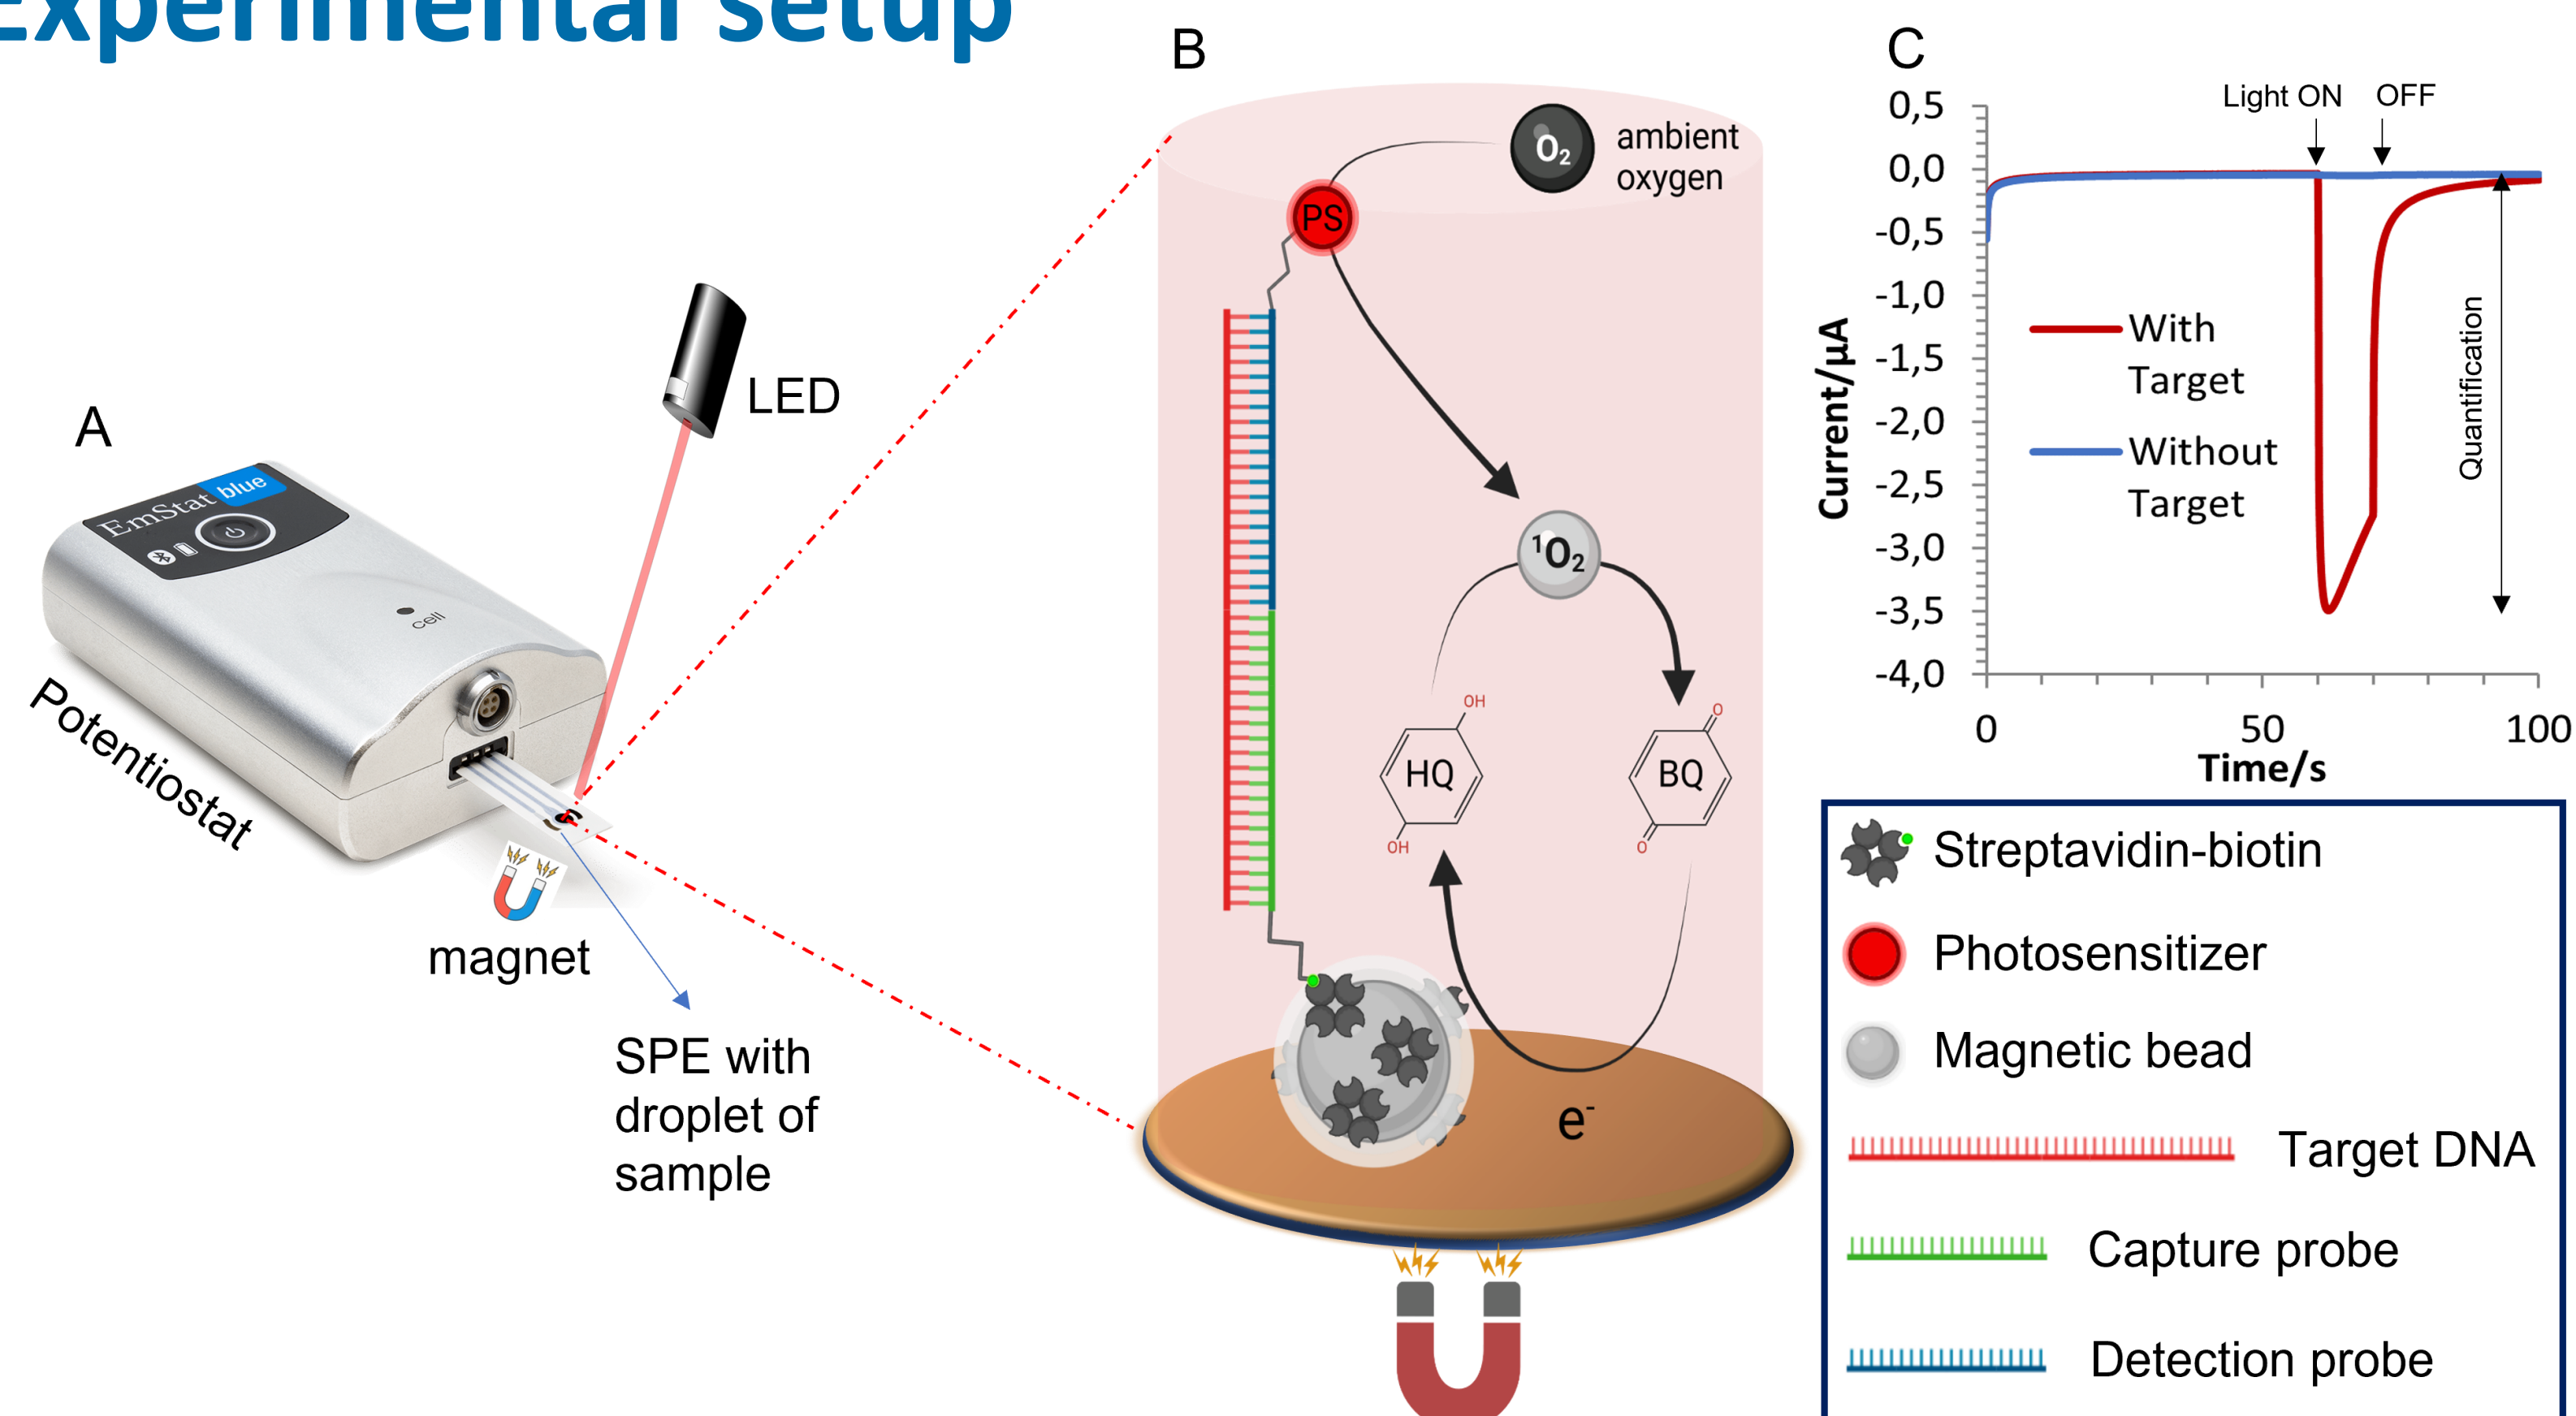 Experimental setup
A
EmStat blue
cell
Potentiostat
LED
magnet
SPE with
droplet of
sample
B
O₂
ambient
oxygen
PS
¹O₂
OH
HQ
OH
O
BQ
O
e⁻
C
Light ON OFF
0,5
0,0
-0,5
-1,0
-1,5
-2,0
-2,5
-3,0
-3,5
-4,0
Current/µA
With
Target
Without
Target
Quantification
0 50 100
Time/s
Streptavidin-biotin
Photosensitizer
Magnetic bead
Target DNA
Capture probe
Detection probe